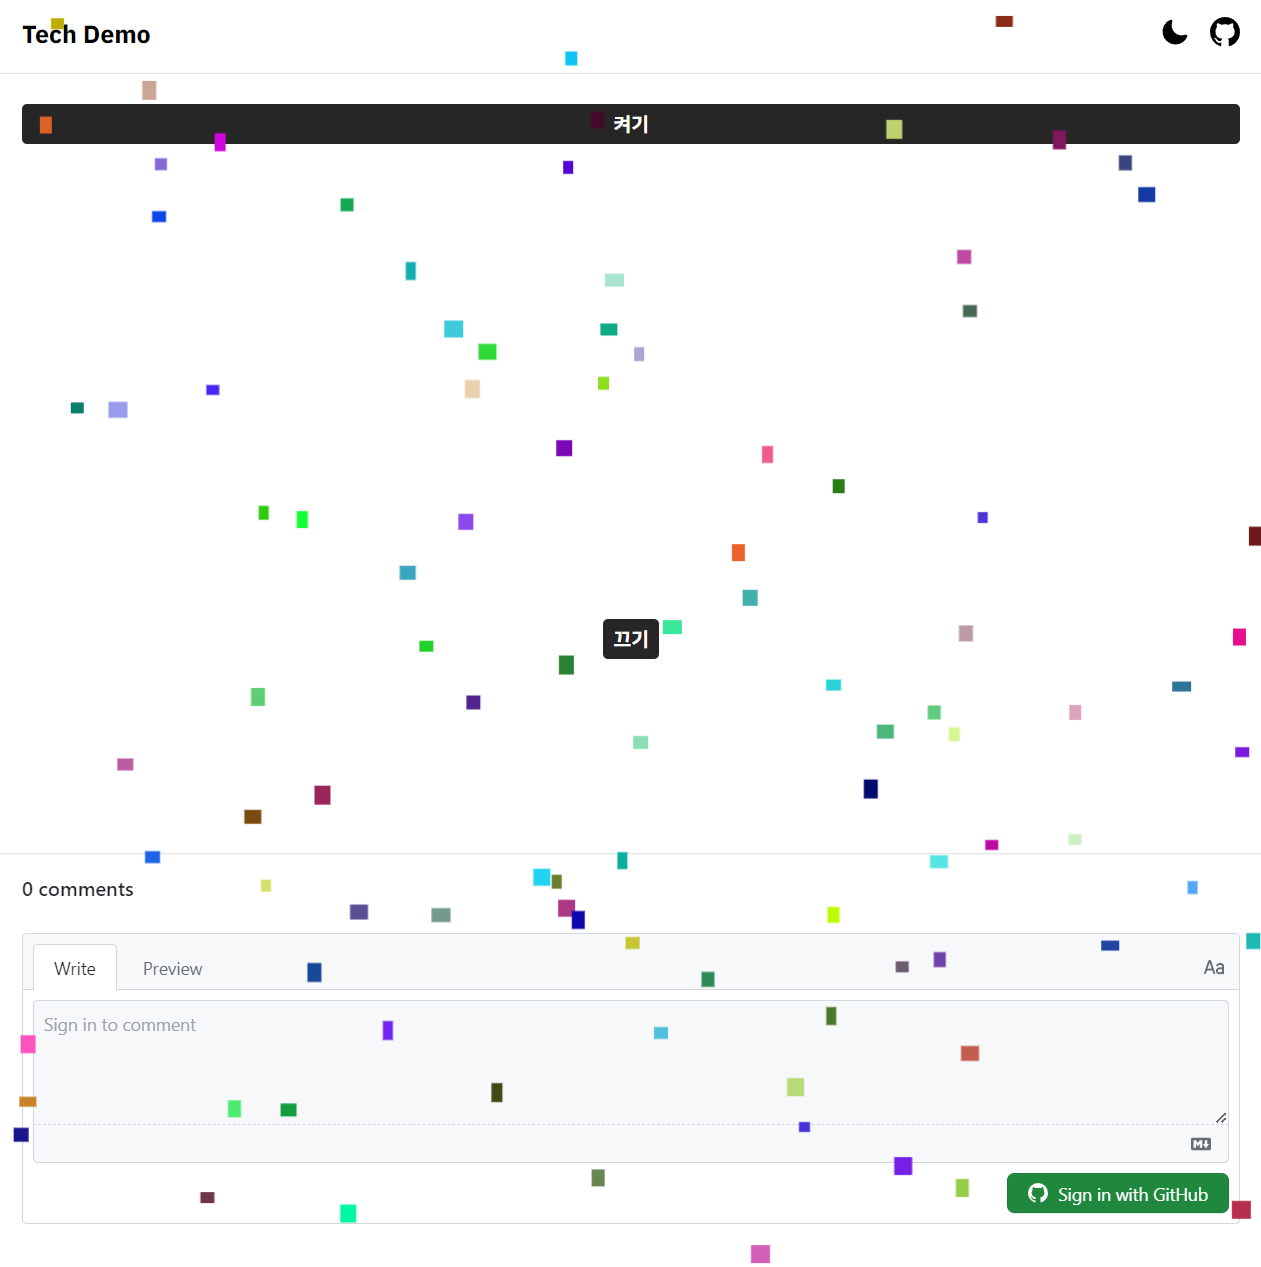 Tech Demo
켜기
끄기
0 comments
Write Preview Aa
Sign in to comment
Sign in with GitHub